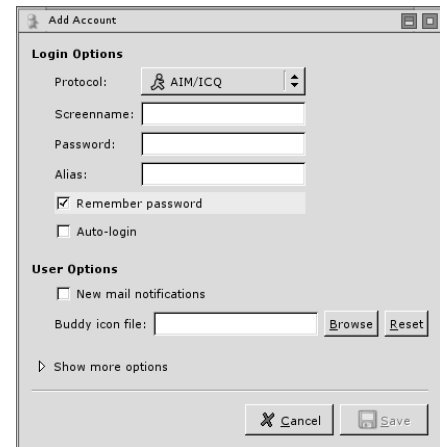 Add Account
Login Options
Protocol: AIM/ICQ
Screenname:
Password:
Alias:
Remember password
Auto-login
User Options
New mail notifications
Buddy icon file: Browse Reset
Show more options
Cancel Save